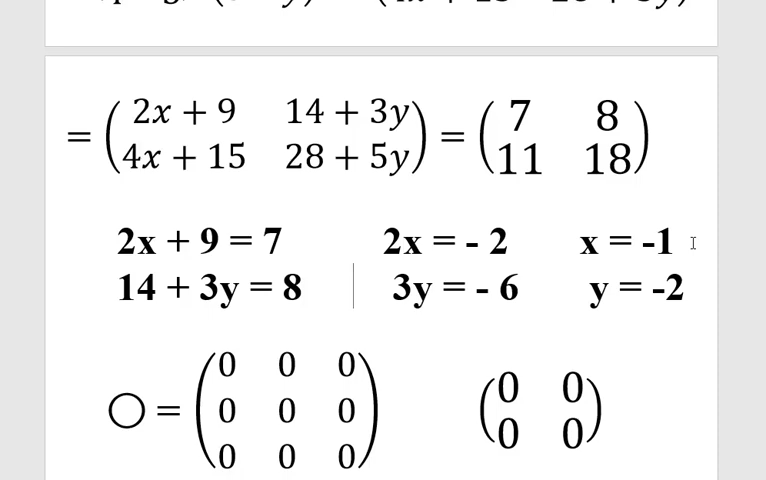 = (2x + 9   14 + 3y) = (7   8)
(4x + 15   28 + 5y)   (11   18)
2x + 9 = 7   2x = - 2   x = -1
14 + 3y = 8   3y = - 6   y = -2
(0   0   0)
○ = (0   0   0)   (0   0)
(0   0   0)   (0   0)